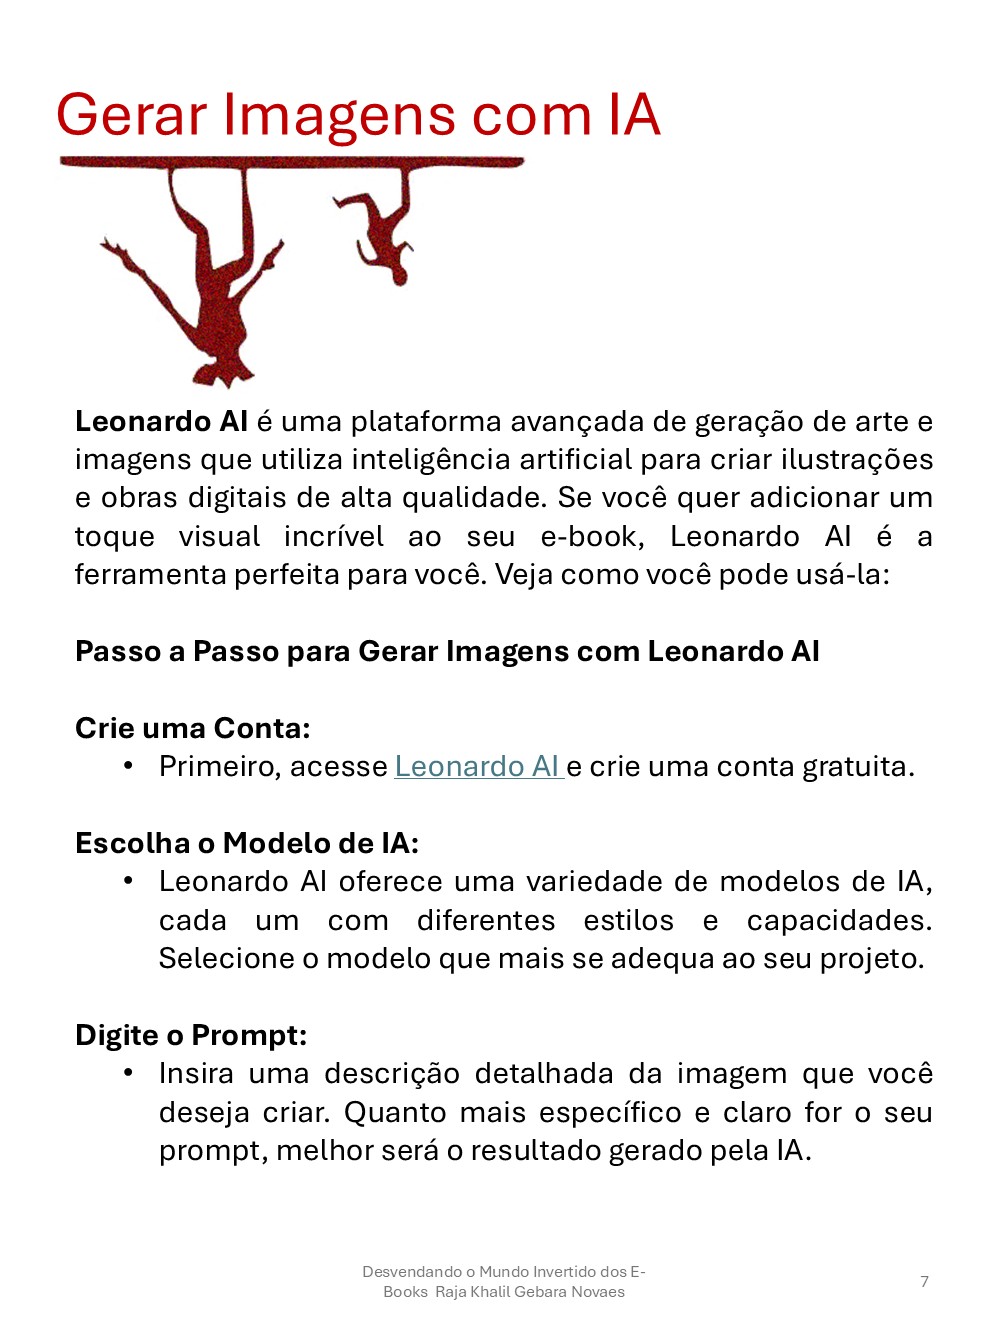 Gerar Imagens com IA
Leonardo AI é uma plataforma avançada de geração de arte e
imagens que utiliza inteligência artificial para criar ilustrações
e obras digitais de alta qualidade. Se você quer adicionar um
toque visual incrível ao seu e-book, Leonardo AI é a
ferramenta perfeita para você. Veja como você pode usá-la:
Passo a Passo para Gerar Imagens com Leonardo AI
Crie uma Conta:
• Primeiro, acesse Leonardo AI e crie uma conta gratuita.
Escolha o Modelo de IA:
• Leonardo AI oferece uma variedade de modelos de IA,
cada um com diferentes estilos e capacidades.
Selecione o modelo que mais se adequa ao seu projeto.
Digite o Prompt:
• Insira uma descrição detalhada da imagem que você
deseja criar. Quanto mais específico e claro for o seu
prompt, melhor será o resultado gerado pela IA.
Desvendando o Mundo Invertido dos E-
Books Raja Khalil Gebara Novaes
7